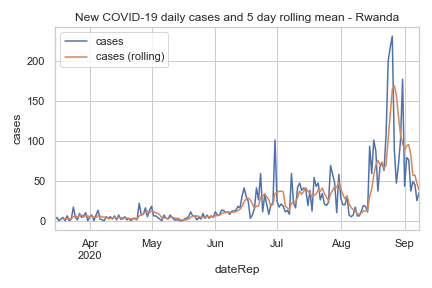 New COVID-19 daily cases and 5 day rolling mean - Rwanda
cases
cases (rolling)
200
150
100
50
0
cases
Apr
2020
May
Jun
Jul
Aug
Sep
dateRep